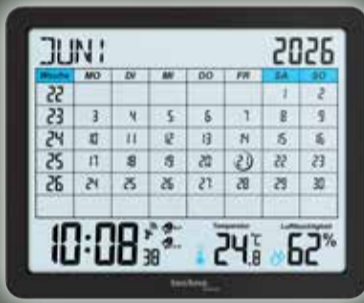 JUNI 2026
Woche MO DI MI DO FR SA SO
22 1 2
23 3 4 5 6 7 8 9
24 10 11 12 13 14 15 16
25 17 18 19 20 21 22 23
26 24 25 26 27 28 29 30
Temperatur Luftfeuchtigkeit
10:08 38 24.8 °C 62%
techno